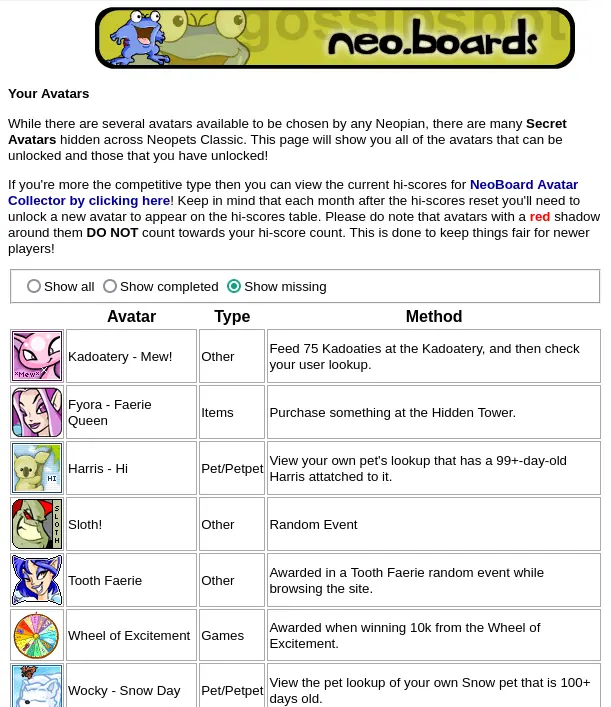 gossipspot
neo.boards
Your Avatars
While there are several avatars available to be chosen by any Neopian, there are many Secret
Avatars hidden across Neopets Classic. This page will show you all of the avatars that can be
unlocked and those that you have unlocked!
If you're more the competitive type then you can view the current hi-scores for NeoBoard Avatar
Collector by clicking here! Keep in mind that each month after the hi-scores reset you'll need to
unlock a new avatar to appear on the hi-scores table. Please do note that avatars with a red shadow
around them DO NOT count towards your hi-score count. This is done to keep things fair for newer
players!
Show all Show completed Show missing
Avatar Type Method
*Mew*
Kadoatery - Mew! Other Feed 75 Kadoaties at the Kadoatery, and then check
your user lookup.
Fyora - Faerie
Queen Items Purchase something at the Hidden Tower.
HI
Harris - Hi Pet/Petpet View your own pet's lookup that has a 99+-day-old
Harris attatched to it.
SLOTH
Sloth! Other Random Event
Tooth Faerie Other Awarded in a Tooth Faerie random event while
browsing the site.
Wheel of Excitement Games Awarded when winning 10k from the Wheel of
Excitement.
Wocky - Snow Day Pet/Petpet View the pet lookup of your own Snow pet that is 100+
days old.